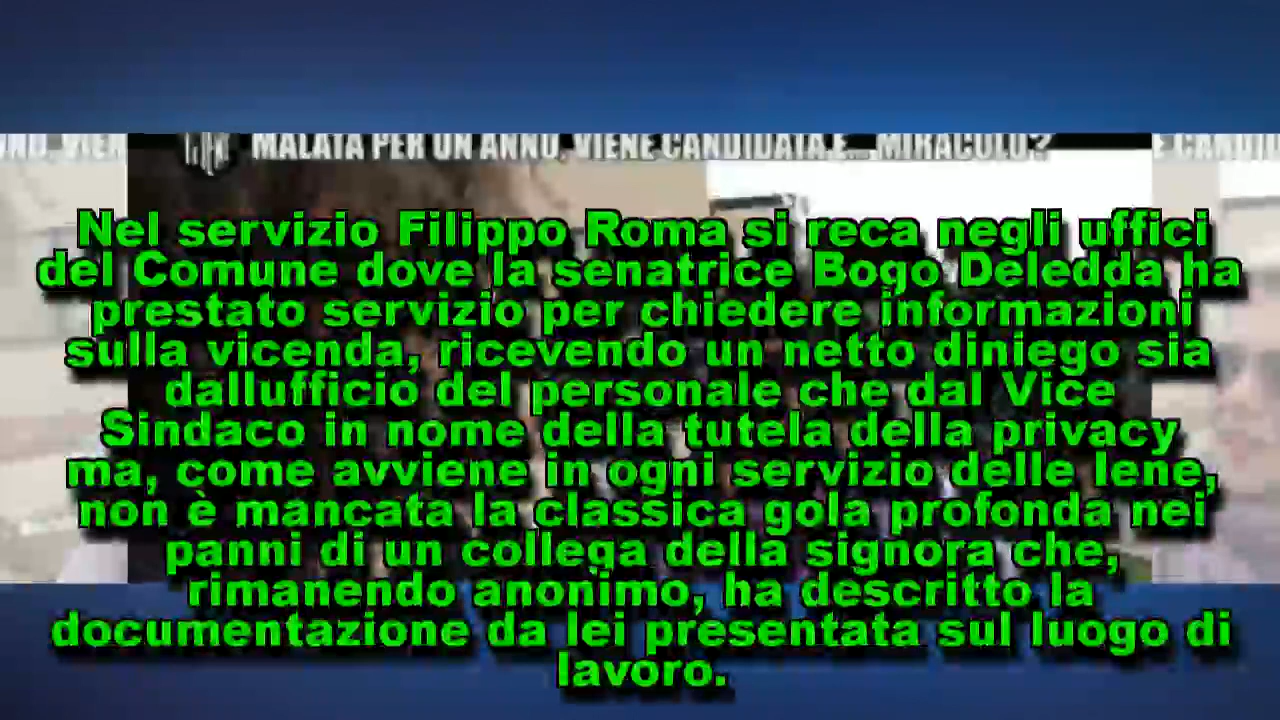 MALATA PER UN ANNO, VIENE CANDIDATA E... MIRACOLO?
Nel servizio Filippo Roma si reca negli uffici
del Comune dove la senatrice Bogo Deledda ha
prestato servizio per chiedere informazioni
sulla vicenda, ricevendo un netto diniego sia
dallufficio del personale che dal Vice
Sindaco in nome della tutela della privacy
ma, come avviene in ogni servizio delle Iene,
non è mancata la classica gola profonda nei
panni di un collega della signora che,
rimanendo anonimo, ha descritto la
documentazione da lei presentata sul luogo di
lavoro.